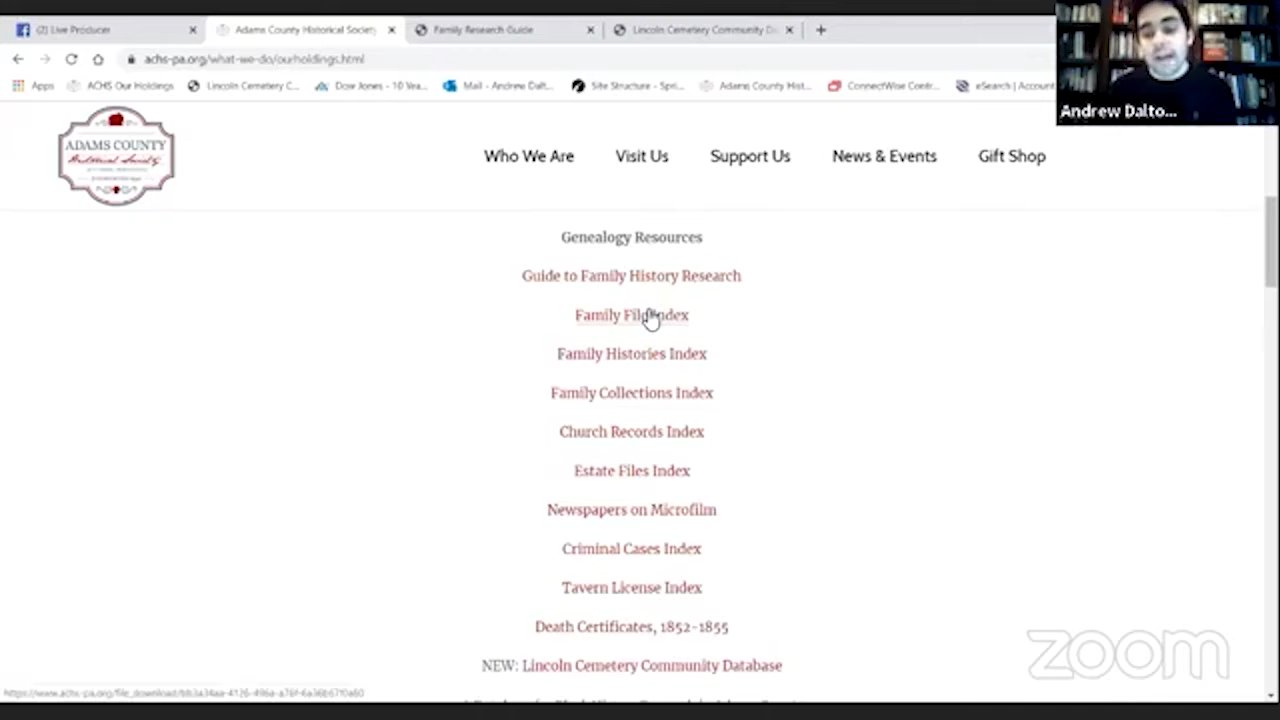 (2) Live Producer
Adams County Historical Society
Family Research Guide
Lincoln Cemetery Community Da
achs-pa.org/what-we-do/ourholdings.html
Apps
ACHS Our Holdings
Lincoln Cemetery C...
Dow Jones - 10 Yea...
Mail - Andrew Dalt...
Site Structure - Spri...
Adams County Hist...
ConnectWise Contr...
eSearch | Account
Andrew Dalto...
ADAMS COUNTY
Historical Society
Who We Are
Visit Us
Support Us
News & Events
Gift Shop
Genealogy Resources
Guide to Family History Research
Family File Index
Family Histories Index
Family Collections Index
Church Records Index
Estate Files Index
Newspapers on Microfilm
Criminal Cases Index
Tavern License Index
Death Certificates, 1852-1855
NEW: Lincoln Cemetery Community Database
zoom